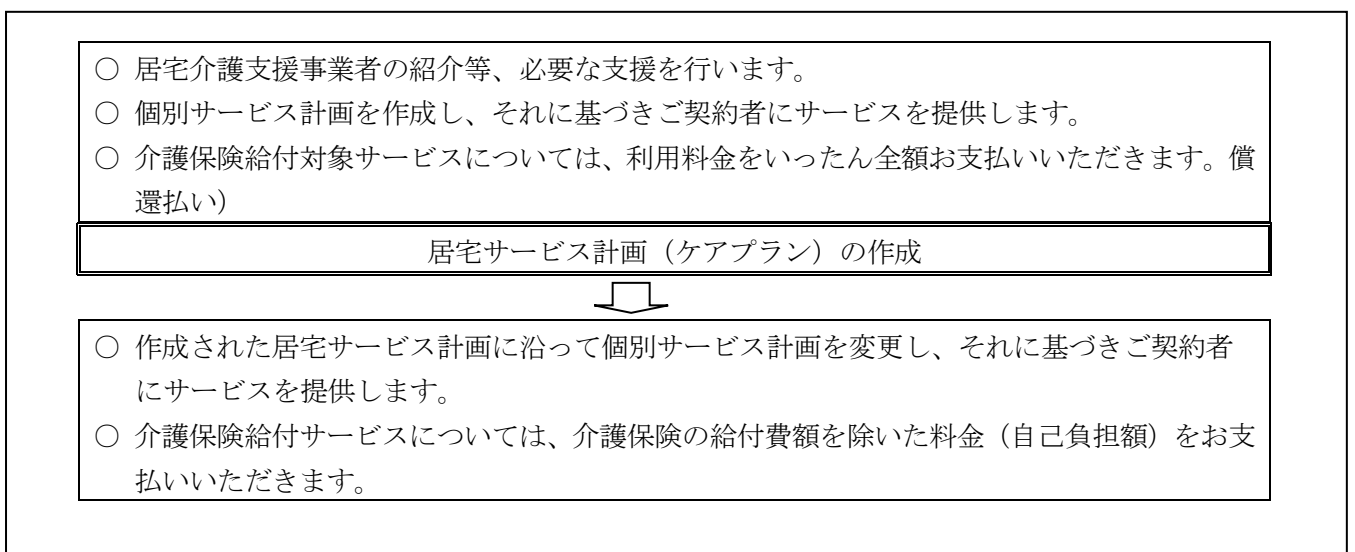 ○ 居宅介護支援事業者の紹介等、必要な支援を行います。
○ 個別サービス計画を作成し、それに基づきご契約者にサービスを提供します。
○ 介護保険給付対象サービスについては、利用料金をいったん全額お支払いいただきます。償
還払い）
居宅サービス計画（ケアプラン）の作成
○ 作成された居宅サービス計画に沿って個別サービス計画を変更し、それに基づきご契約者
にサービスを提供します。
○ 介護保険給付サービスについては、介護保険の給付費額を除いた料金（自己負担額）をお支
払いいただきます。